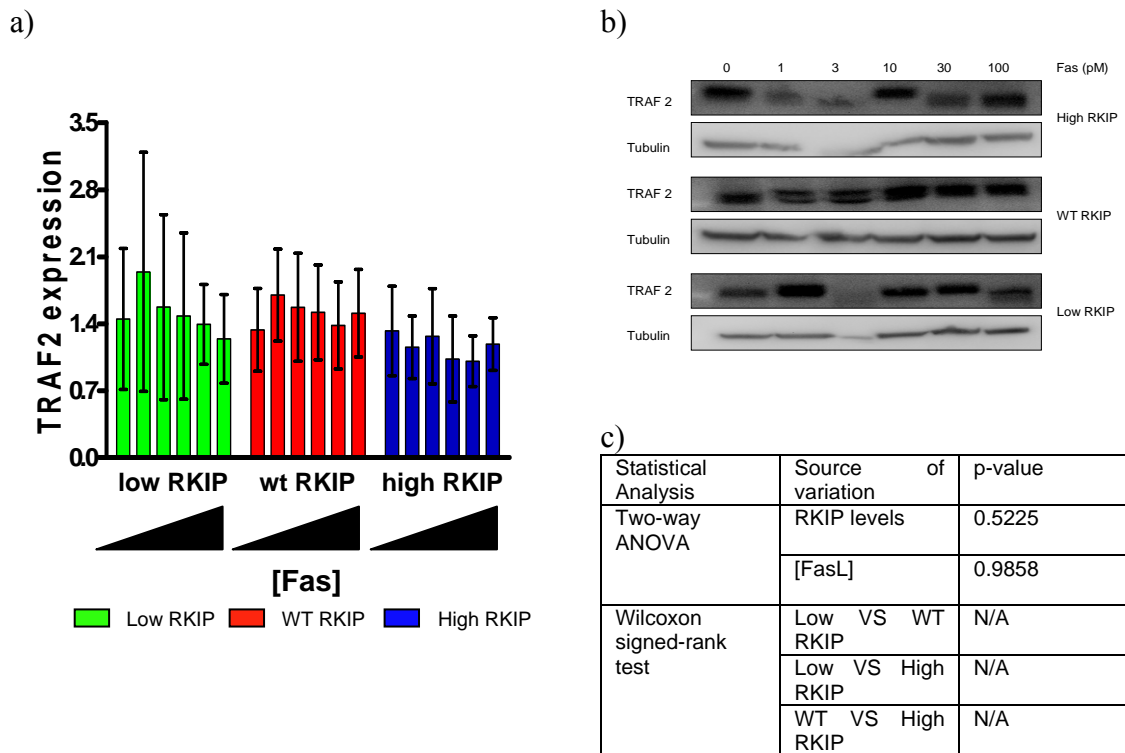 a)
3.5
2.8
2.1
1.4
0.7
0.0
TRAF2 expression
low RKIP wt RKIP high RKIP
[Fas]
Low RKIP WT RKIP High RKIP
b)
0 1 3 10 30 100 Fas (pM)
TRAF 2
High RKIP
Tubulin
TRAF 2
WT RKIP
Tubulin
TRAF 2
Low RKIP
Tubulin
c)
Statistical Analysis Source of variation p-value
Two-way ANOVA RKIP levels 0.5225
[FasL] 0.9858
Wilcoxon signed-rank test Low VS WT RKIP N/A
Low VS High RKIP N/A
WT VS High RKIP N/A